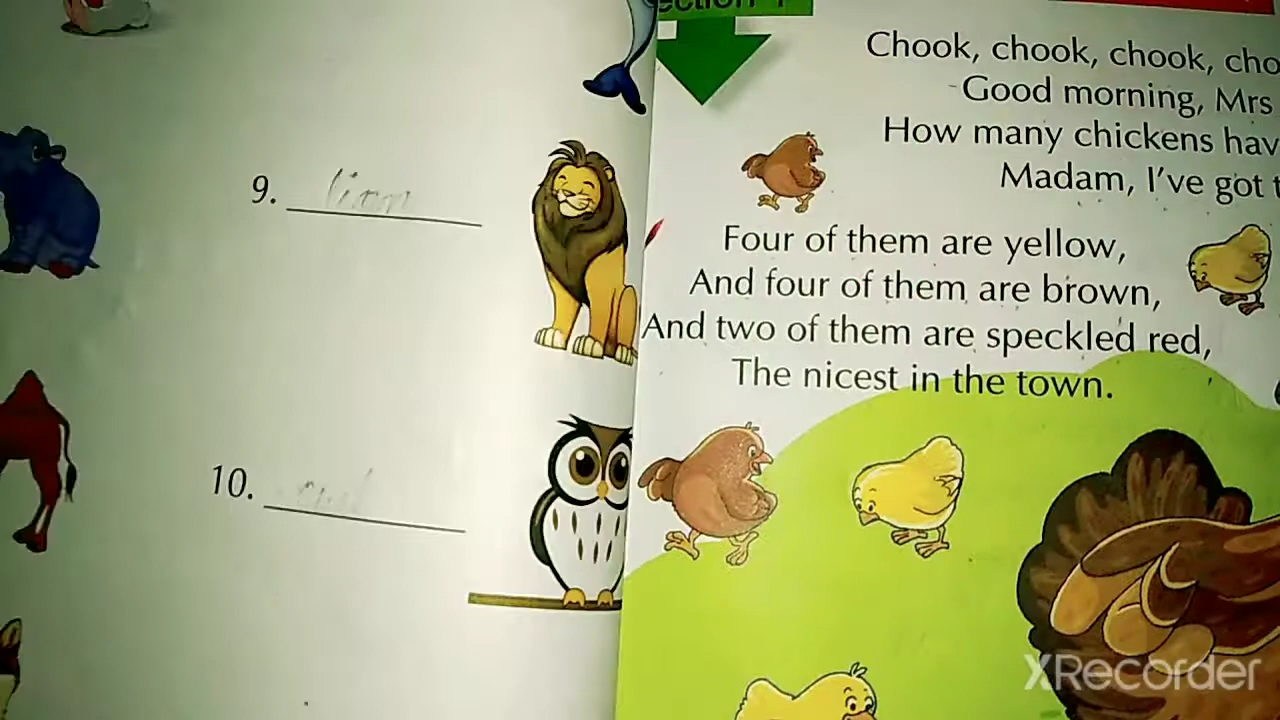 9. lion
10.
ection 1
Chook, chook, chook, cho
Good morning, Mrs
How many chickens hav
Madam, I've got t
Four of them are yellow,
And four of them are brown,
And two of them are speckled red,
The nicest in the town.
XRecorder